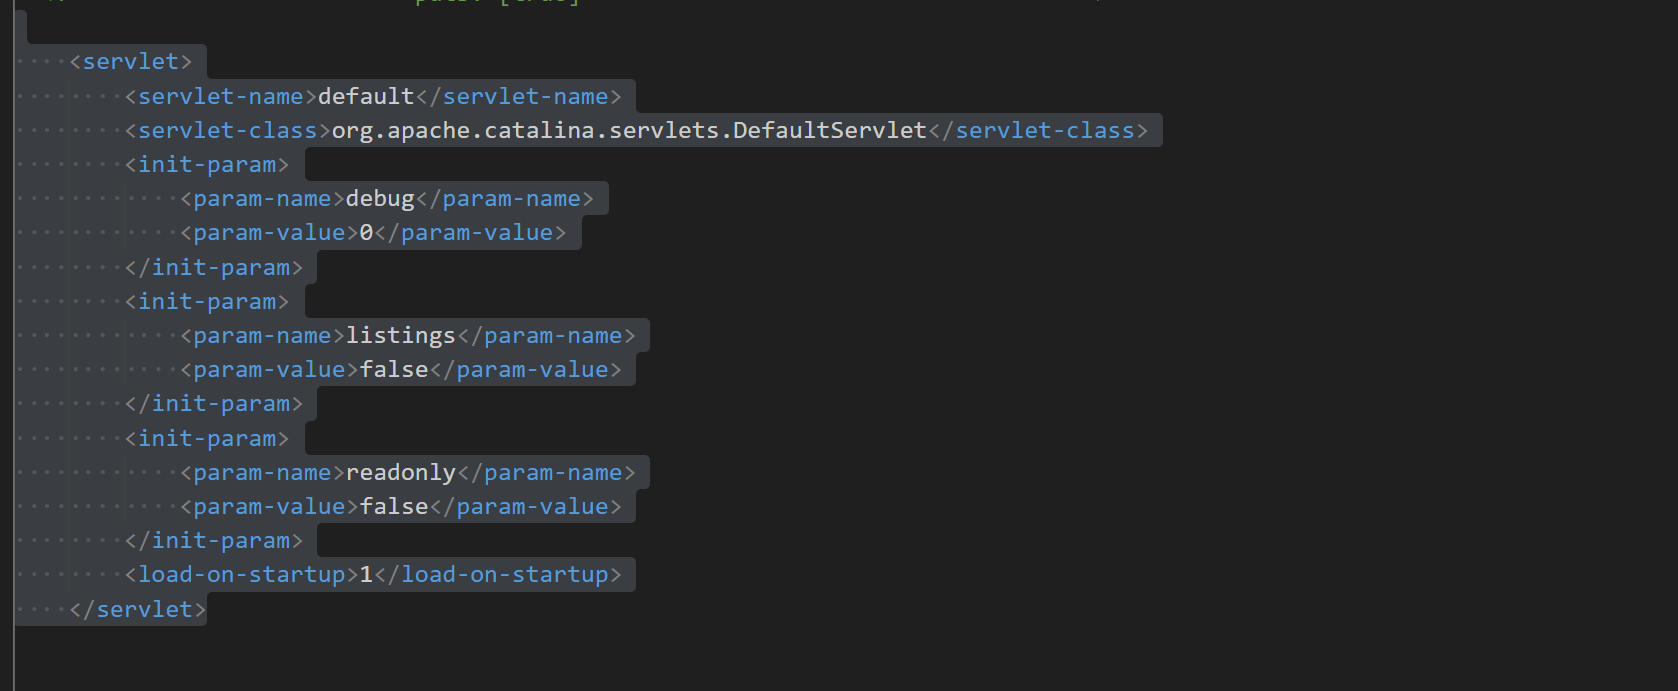 <servlet>
<servlet-name>default</servlet-name>
<servlet-class>org.apache.catalina.servlets.DefaultServlet</servlet-class>
<init-param>
<param-name>debug</param-name>
<param-value>0</param-value>
</init-param>
<init-param>
<param-name>listings</param-name>
<param-value>false</param-value>
</init-param>
<init-param>
<param-name>readonly</param-name>
<param-value>false</param-value>
</init-param>
<load-on-startup>1</load-on-startup>
</servlet>